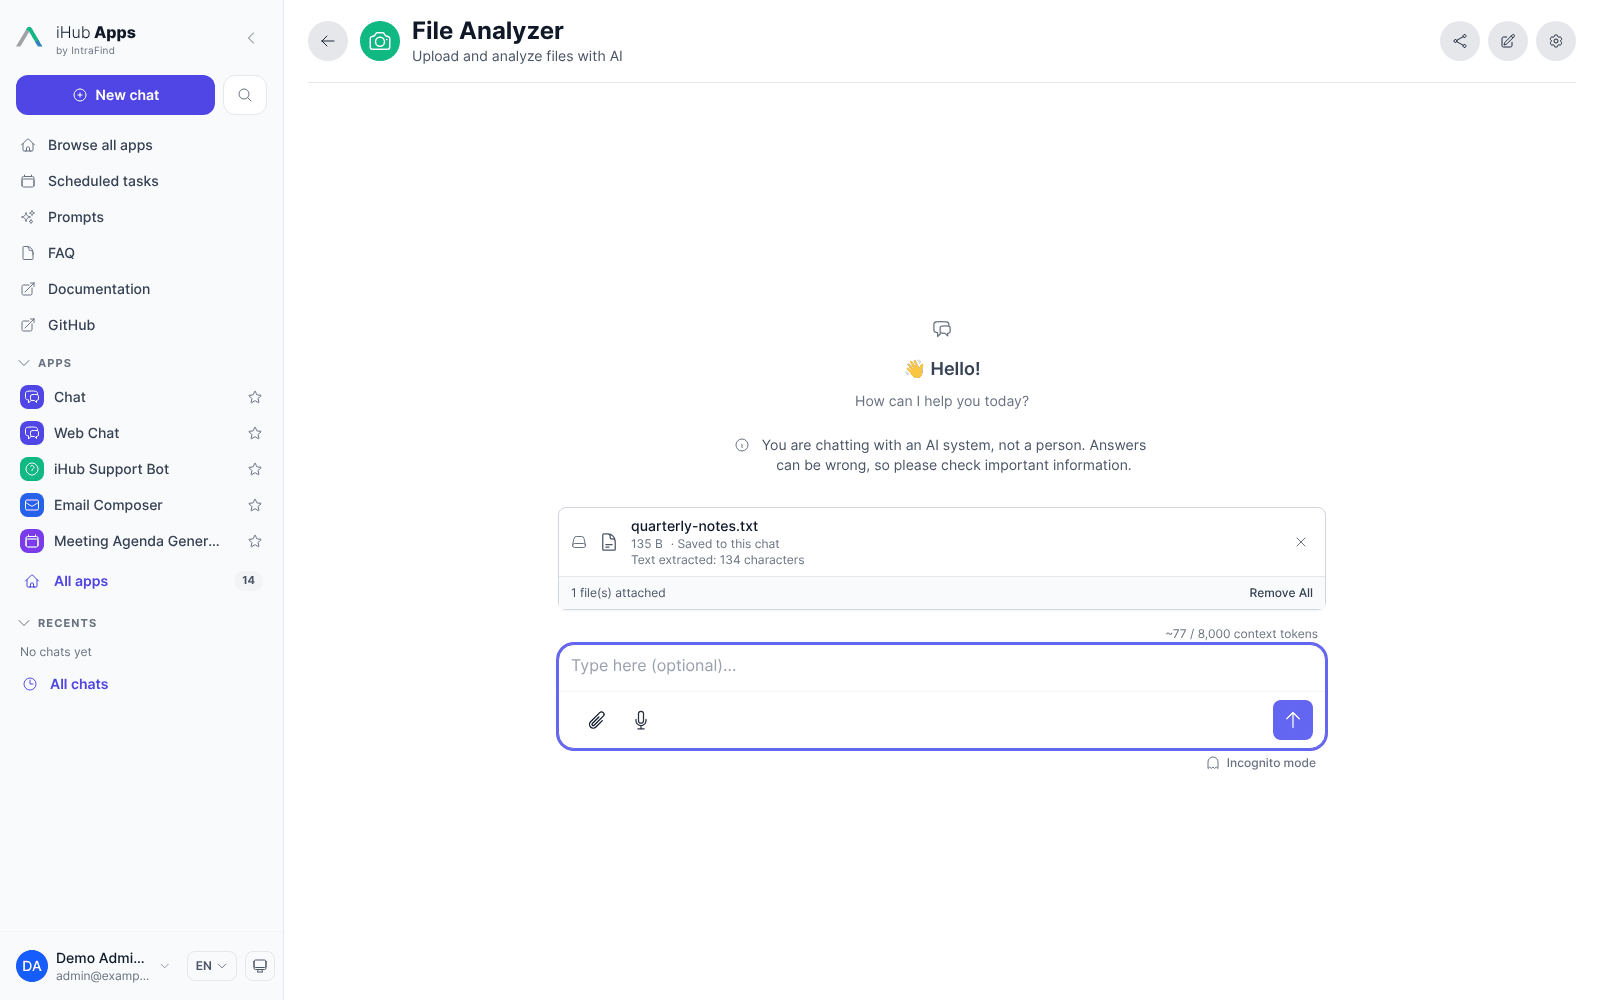 iHub Apps
by IntraFind
New chat
Browse all apps
Scheduled tasks
Prompts
FAQ
Documentation
GitHub
APPS
Chat
Web Chat
iHub Support Bot
Email Composer
Meeting Agenda Gener...
All apps
14
RECENTS
No chats yet
All chats
DA
Demo Admi...
admin@examp...
EN
File Analyzer
Upload and analyze files with AI
👋 Hello!
How can I help you today?
You are chatting with an AI system, not a person. Answers
can be wrong, so please check important information.
quarterly-notes.txt
135 B · Saved to this chat
Text extracted: 134 characters
1 file(s) attached
Remove All
~77 / 8,000 context tokens
Type here (optional)...
Incognito mode